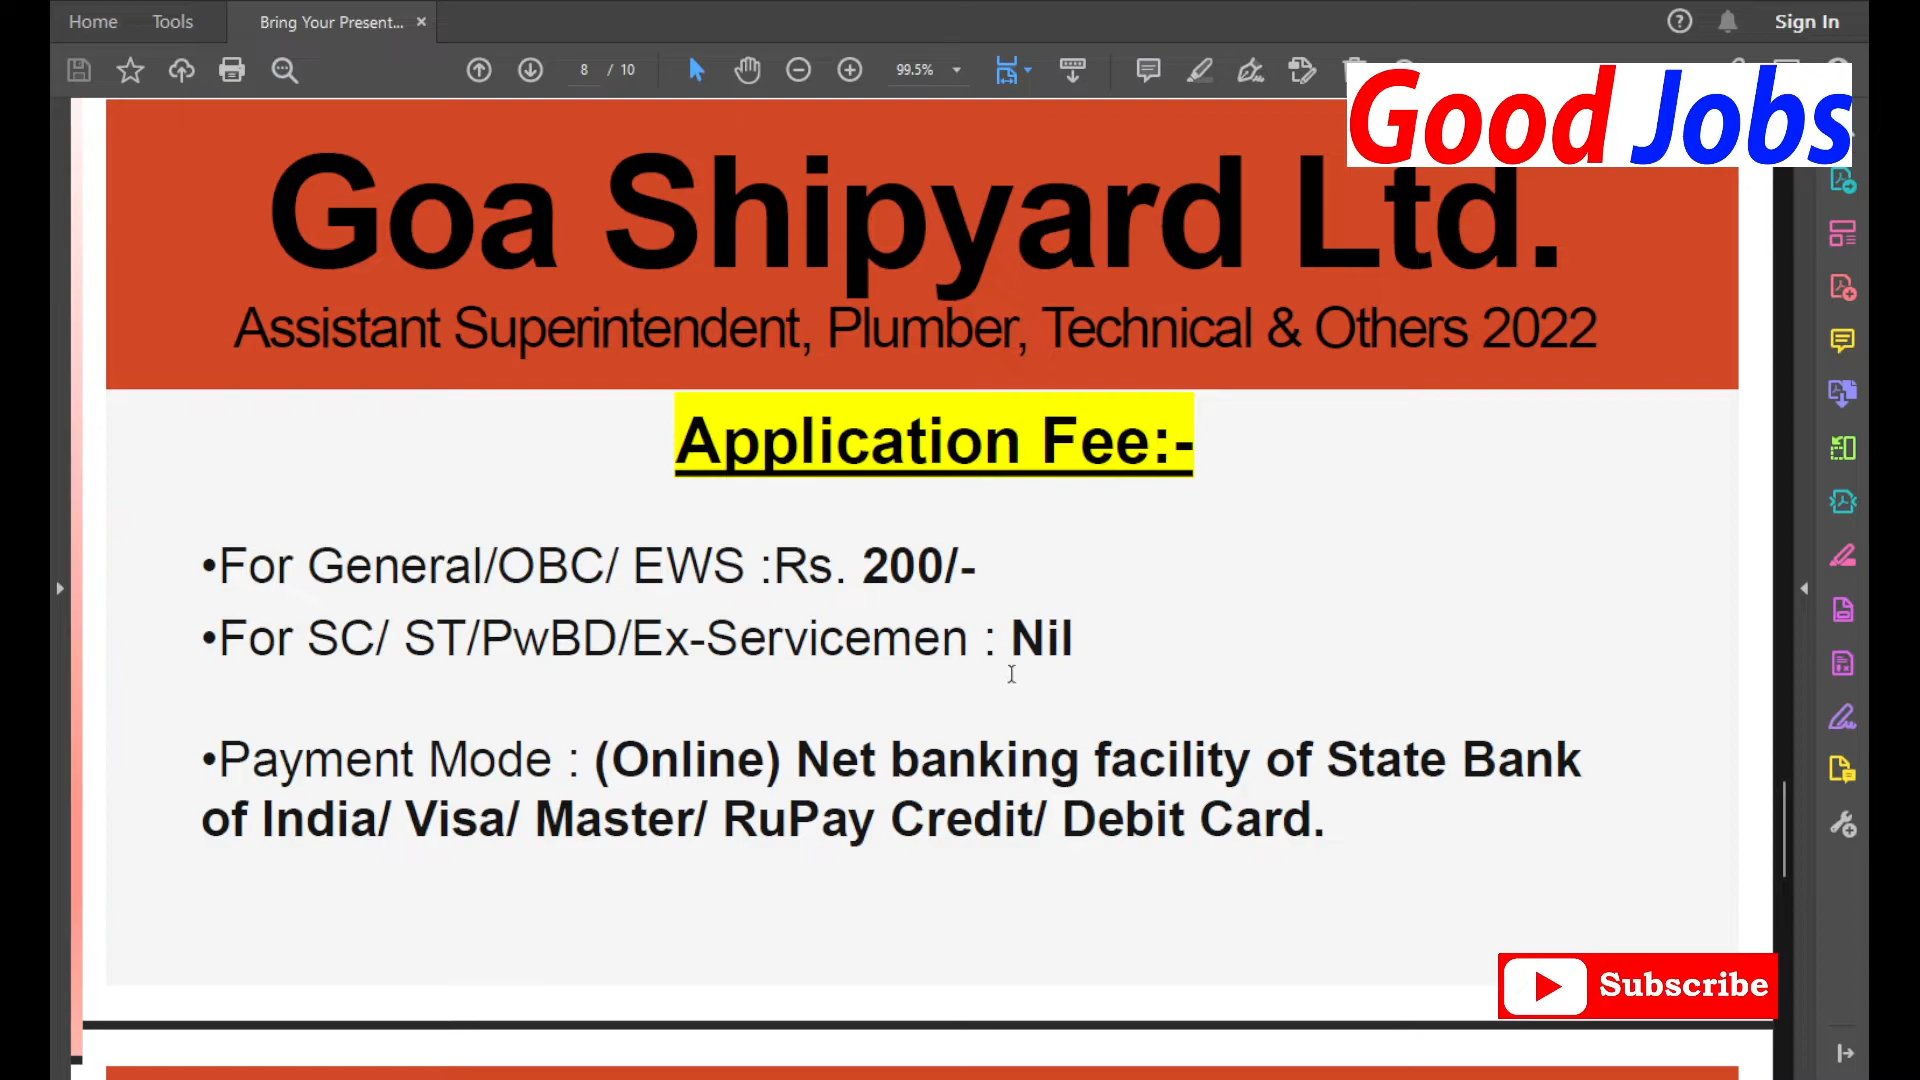 Home Tools Bring Your Present... × Sign In
8 / 10 99.5%
Good Jobs
Goa Shipyard Ltd.
Assistant Superintendent, Plumber, Technical & Others 2022
Application Fee:-
•For General/OBC/ EWS :Rs. 200/-
•For SC/ ST/PwBD/Ex-Servicemen : Nil
•Payment Mode : (Online) Net banking facility of State Bank
of India/ Visa/ Master/ RuPay Credit/ Debit Card.
Subscribe